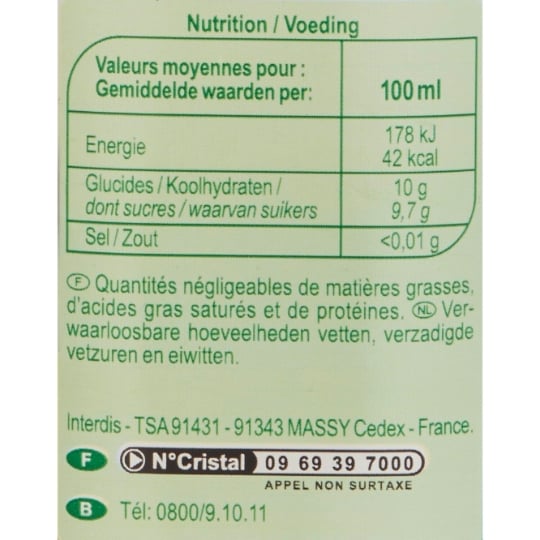 Nutrition / Voeding
Valeurs moyennes pour :
Gemiddelde waarden per:
100 ml
Energie
178 kJ
42 kcal
Glucides / Koolhydraten /
dont sucres / waarvan suikers
10 g
9,7 g
Sel / Zout
<0,01 g
F Quantités négligeables de matières grasses,
d'acides gras saturés et de protéines. NL Ver-
waarloosbare hoeveelheden vetten, verzadigde
vetzuren en eiwitten.
Interdis - TSA 91431 - 91343 MASSY Cedex - France.
F N°Cristal 09 69 39 7000
APPEL NON SURTAXE
B Tél: 0800/9.10.11